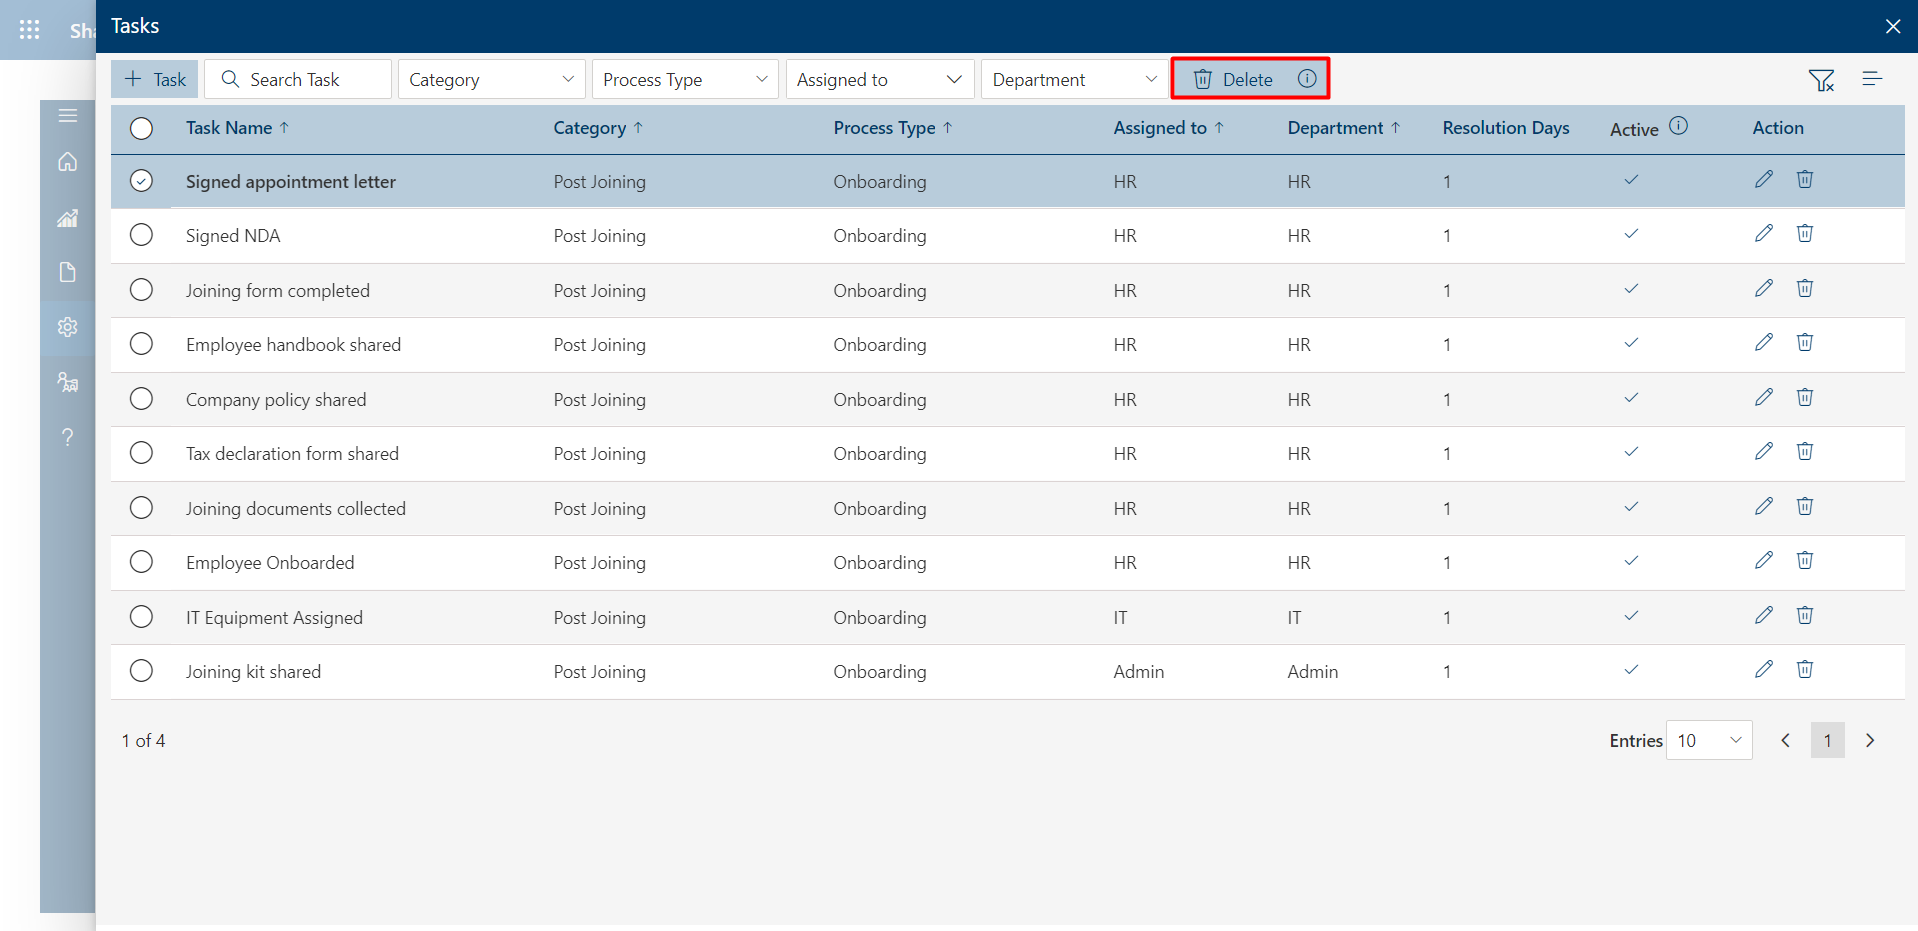 Sha
Tasks
Task Search Task Category Process Type Assigned to Department Delete
Task Name Category Process Type Assigned to Department Resolution Days Active Action
Signed appointment letter Post Joining Onboarding HR HR 1
Signed NDA Post Joining Onboarding HR HR 1
Joining form completed Post Joining Onboarding HR HR 1
Employee handbook shared Post Joining Onboarding HR HR 1
Company policy shared Post Joining Onboarding HR HR 1
Tax declaration form shared Post Joining Onboarding HR HR 1
Joining documents collected Post Joining Onboarding HR HR 1
Employee Onboarded Post Joining Onboarding HR HR 1
IT Equipment Assigned Post Joining Onboarding IT IT 1
Joining kit shared Post Joining Onboarding Admin Admin 1
1 of 4 Entries 10 1